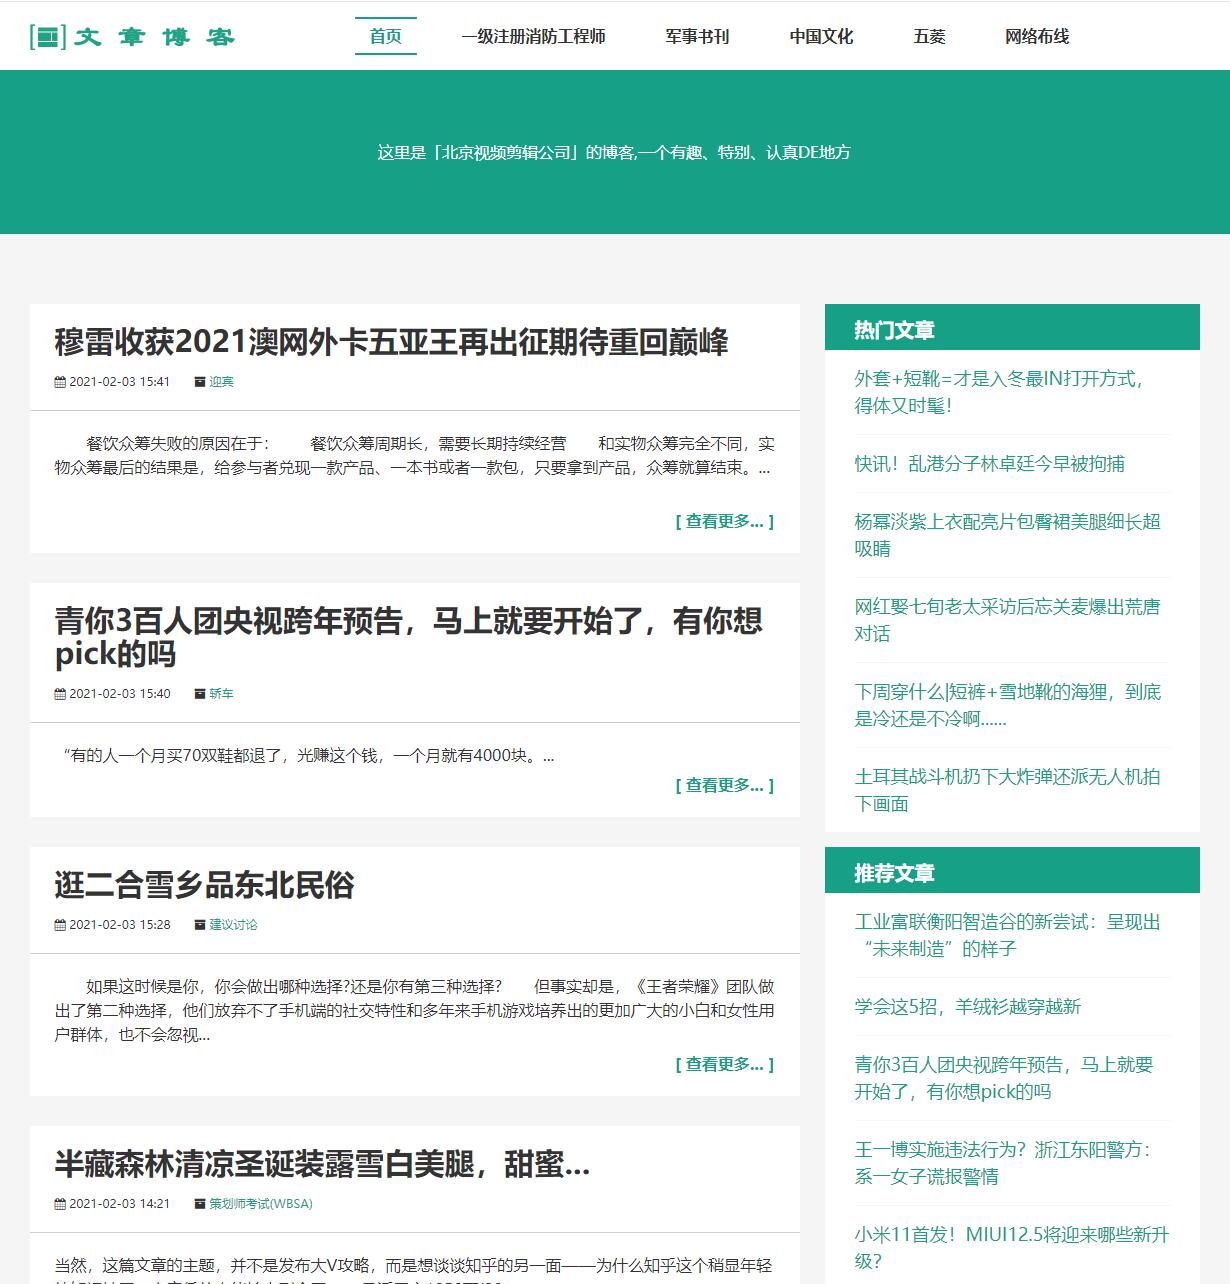 文章博客
首页 一级注册消防工程师 军事书刊 中国文化 五菱 网络布线
这里是「北京视频剪辑公司」的博客,一个有趣、特别、认真DE地方
穆雷收获2021澳网外卡五亚王再出征期待重回巅峰
2021-02-03 15:41 迎宾
餐饮众筹失败的原因在于： 餐饮众筹周期长，需要长期持续经营 和实物众筹完全不同，实
物众筹最后的结果是，给参与者兑现一款产品、一本书或者一款包，只要拿到产品，众筹就算结束。...
[ 查看更多... ]
青你3百人团央视跨年预告，马上就要开始了，有你想
pick的吗
2021-02-03 15:40 轿车
“有的人一个月买70双鞋都退了，光赚这个钱，一个月就有4000块。...
[ 查看更多... ]
逛二合雪乡品东北民俗
2021-02-03 15:28 建议讨论
如果这时候是你，你会做出哪种选择?还是你有第三种选择? 但事实却是，《王者荣耀》团队做
出了第二种选择，他们放弃不了手机端的社交特性和多年来手机游戏培养出的更加广大的小白和女性用
户群体，也不会忽视...
[ 查看更多... ]
半藏森林清凉圣诞装露雪白美腿，甜蜜...
2021-02-03 14:21 策划师考试(WBSA)
当然，这篇文章的主题，并不是发布大V攻略，而是想谈谈知乎的另一面——为什么知乎这个稍显年轻
热门文章
外套+短靴=才是入冬最IN打开方式，
得体又时髦！
快讯！乱港分子林卓廷今早被拘捕
杨幂淡紫上衣配亮片包臀裙美腿细长超
吸睛
网红娶七旬老太采访后忘关麦爆出荒唐
对话
下周穿什么|短裤+雪地靴的海狸，到底
是冷还是不冷啊......
土耳其战斗机扔下大炸弹还派无人机拍
下画面
推荐文章
工业富联衡阳智造谷的新尝试：呈现出
“未来制造”的样子
学会这5招，羊绒衫越穿越新
青你3百人团央视跨年预告，马上就要
开始了，有你想pick的吗
王一博实施违法行为？浙江东阳警方：
系一女子谎报警情
小米11首发！MIUI12.5将迎来哪些新升
级？